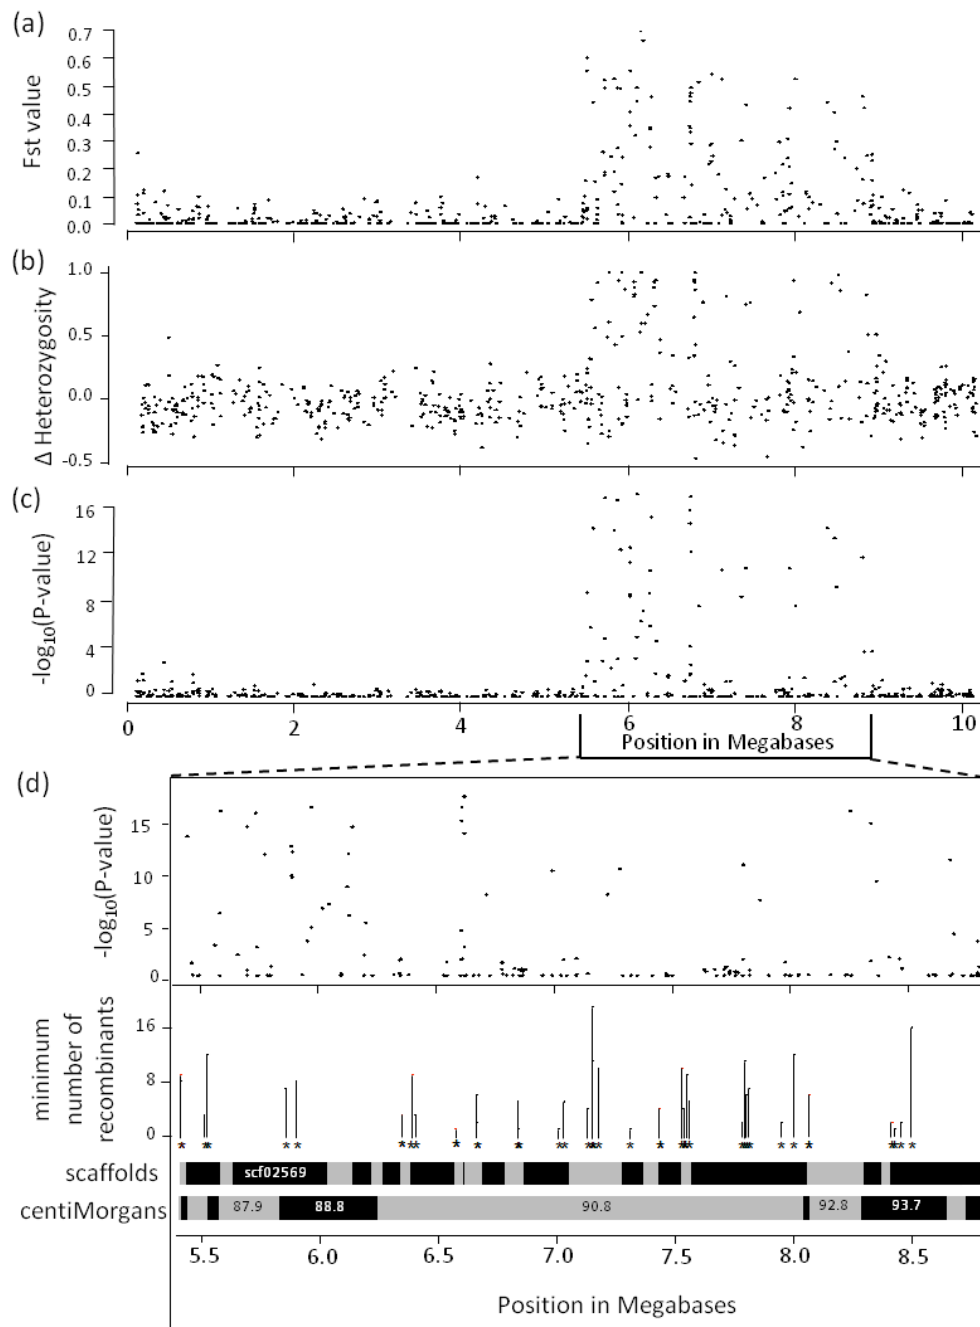 (a)
Fst value
0.7
0.6
0.5
0.4
0.3
0.2
0.1
0.0
(b)
Δ Heterozygosity
1.0
0.5
0.0
-0.5
(c)
-log10(P-value)
16
12
8
4
0
0 2 4 6 8 10
Position in Megabases
(d)
-log10(P-value)
15
10
5
0
minimum
number of
recombinants
16
8
0
* * * * * * * * * * * * * * * * * * * * * * * * * * * * * *
scaffolds scf02569
centiMorgans 87.9 88.8 90.8 92.8 93.7
5.5 6.0 6.5 7.0 7.5 8.0 8.5
Position in Megabases